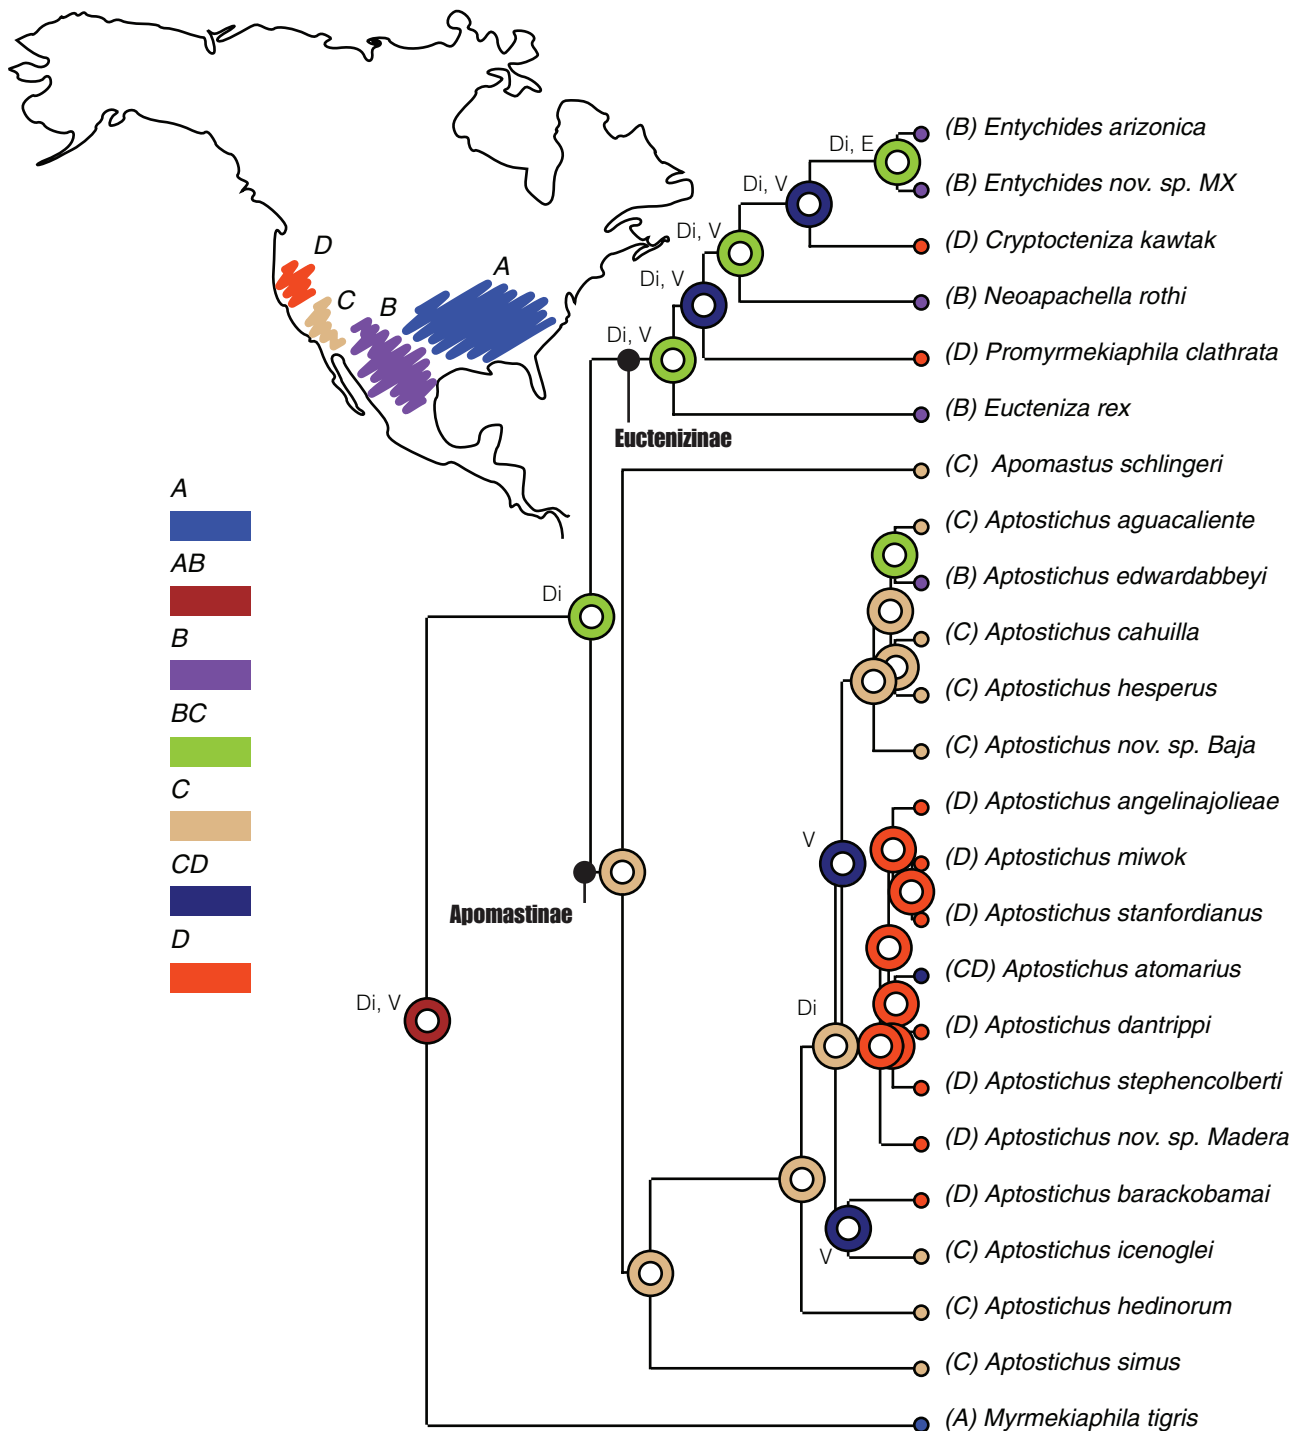 D
C
B
A
A
AB
B
BC
C
CD
D
Di, E
Di, V
Di, V
Di, V
Di, V
Euctenizinae
Di
Apomastinae
V
Di
Di, V
V
(B) Entychides arizonica
(B) Entychides nov. sp. MX
(D) Cryptocteniza kawtak
(B) Neoapachella rothi
(D) Promyrmekiaphila clathrata
(B) Eucteniza rex
(C) Apomastus schlingeri
(C) Aptostichus aguacaliente
(B) Aptostichus edwardabbeyi
(C) Aptostichus cahuilla
(C) Aptostichus hesperus
(C) Aptostichus nov. sp. Baja
(D) Aptostichus angelinajolieae
(D) Aptostichus miwok
(D) Aptostichus stanfordianus
(CD) Aptostichus atomarius
(D) Aptostichus dantrippi
(D) Aptostichus stephencolberti
(D) Aptostichus nov. sp. Madera
(D) Aptostichus barackobamai
(C) Aptostichus icenoglei
(C) Aptostichus hedinorum
(C) Aptostichus simus
(A) Myrmekiaphila tigris